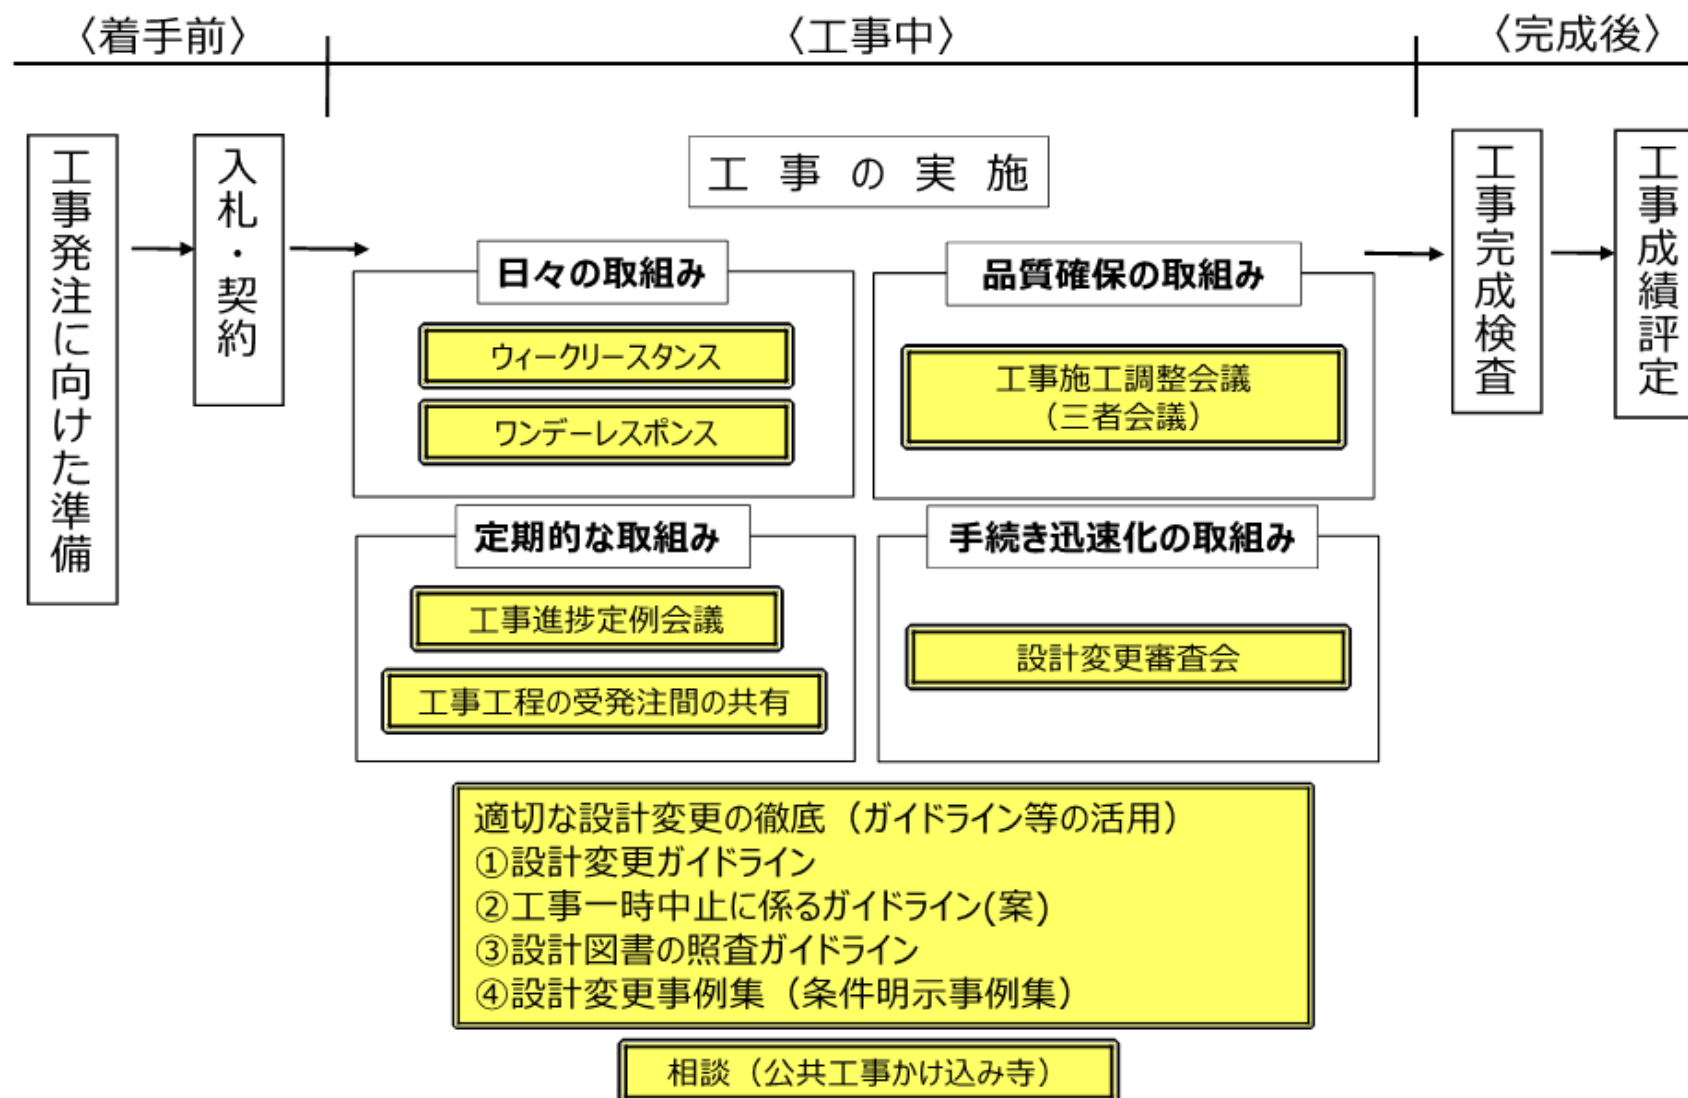 〈着手前〉
〈工事中〉
〈完成後〉
工事発注に向けた準備
入札・契約
工事の実施
日々の取組み
ウィークリースタンス
ワンデーレスポンス
品質確保の取組み
工事施工調整会議
（三者会議）
定期的な取組み
工事進捗定例会議
工事工程の受発注間の共有
手続き迅速化の取組み
設計変更審査会
適切な設計変更の徹底（ガイドライン等の活用）
①設計変更ガイドライン
②工事一時中止に係るガイドライン(案)
③設計図書の照査ガイドライン
④設計変更事例集（条件明示事例集）
相談（公共工事かけ込み寺）
工事完成検査
工事成績評定